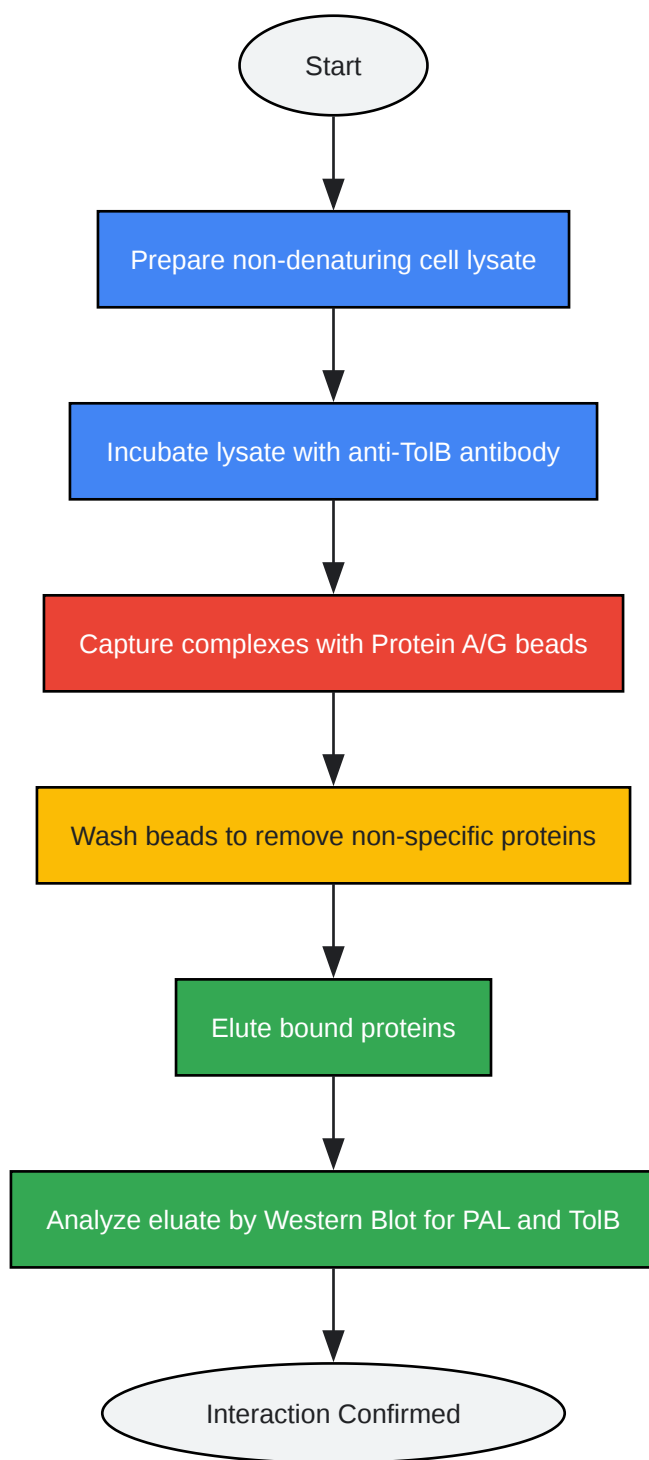 Start
Prepare non-denaturing cell lysate
Incubate lysate with anti-TolB antibody
Capture complexes with Protein A/G beads
Wash beads to remove non-specific proteins
Elute bound proteins
Analyze eluate by Western Blot for PAL and TolB
Interaction Confirmed